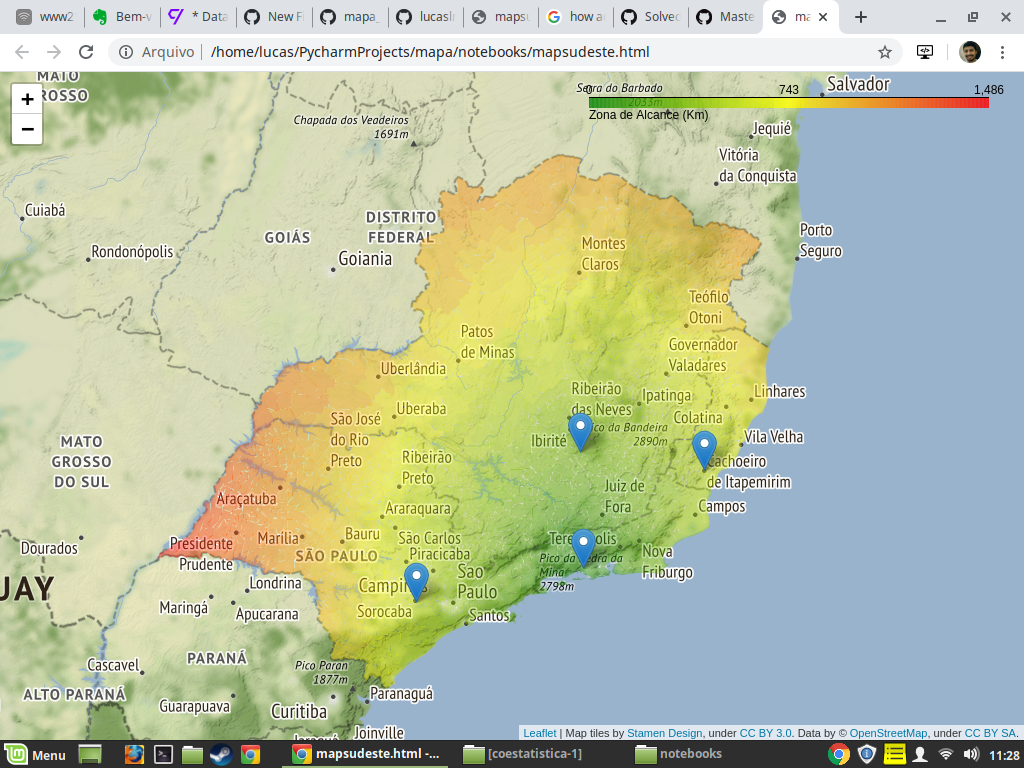 www2
Bem-v
* Data
New Fi
mapa_
lucasl
mapsu
how a
Solved
Maste
ma
Arquivo
/home/lucas/PycharmProjects/mapa/notebooks/mapsudeste.html
+
−
MATO
ROSSO
Serra do Barbado
2033m
0
743
1,486
Zona de Alcance (Km)
Salvador
Chapada dos Veadeiros
1691m
Jequié
Vitória
da Conquista
Cuiabá
DISTRITO
FEDERAL
GOIÁS
Goiania
Rondonópolis
Montes
Claros
Porto
Seguro
Teófilo
Otoni
Patos
de Minas
Governador
Valadares
Uberlândia
Ribeirão
das Neves
Ipatinga
Linhares
Uberaba
São José
do Rio
Preto
Colatina
Pico da Bandeira
2890m
Ibirité
Vila Velha
MATO
GROSSO
DO SUL
Ribeirão
Preto
Cachoeiro
de Itapemirim
Araçatuba
Juiz de
Fora
Campos
Araraquara
Presidente
Prudente
Marília
Bauru
São Carlos
Piracicaba
SÃO PAULO
Dourados
Pico da Pedra da
Mina
2798m
Nova
Friburgo
UAY
Londrina
Campinas
Sao
Paulo
Maringá
Apucarana
Sorocaba
Santos
Cascavel
PARANÁ
Pico Paran
1877m
ALTO PARANÁ
Guarapuava
Curitiba
Paranaguá
Joinville
Leaflet | Map tiles by Stamen Design, under CC BY 3.0. Data by © OpenStreetMap, under CC BY SA.
Menu
mapsudeste.html -...
[coestatistica-1]
notebooks
11:28